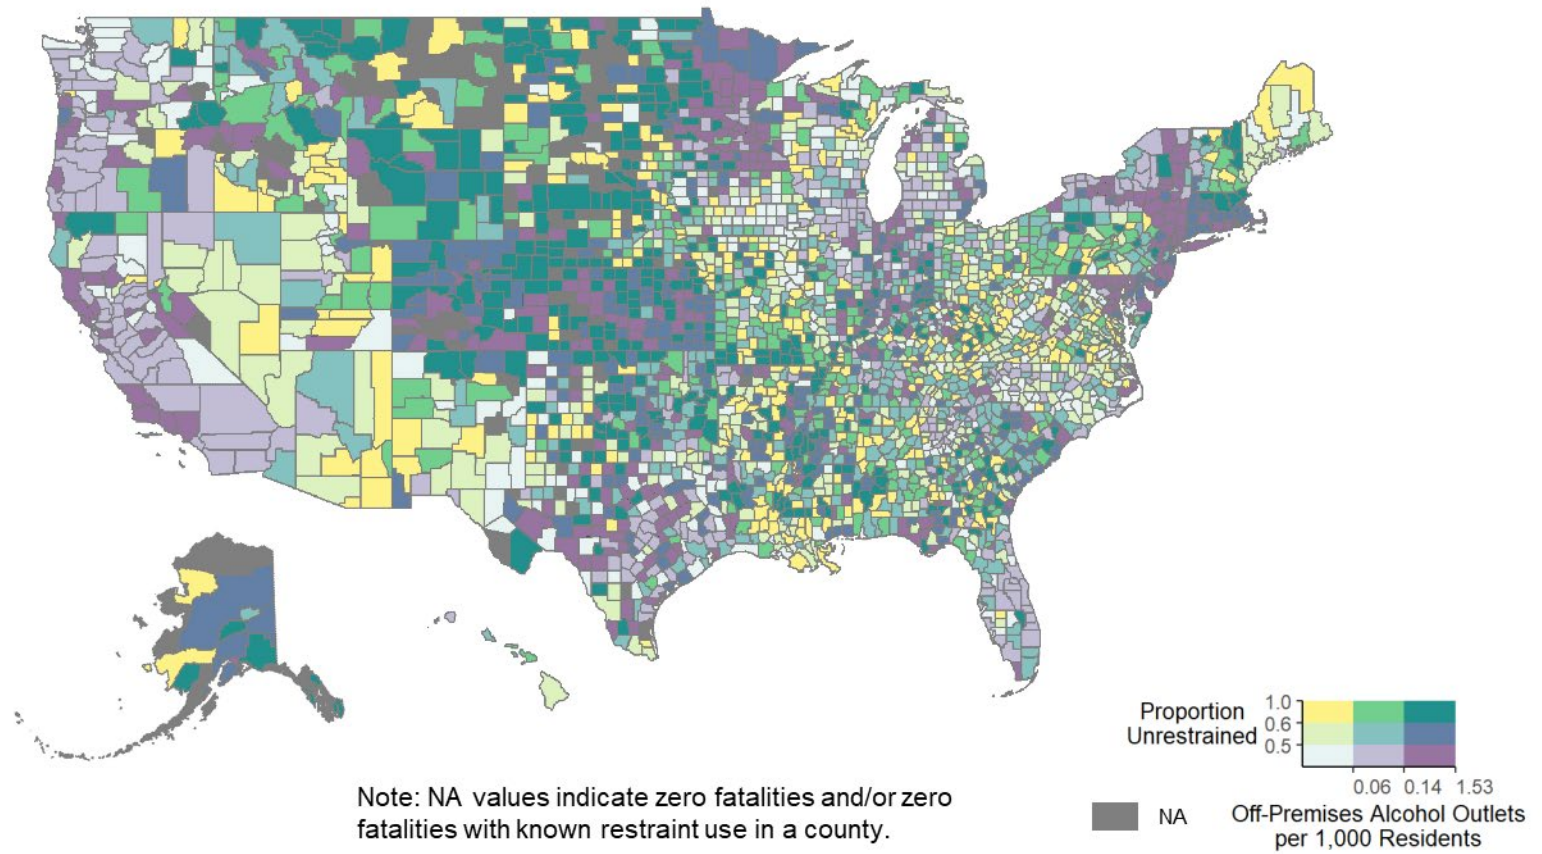 Proportion
Unrestrained
1.0
0.6
0.5
0.06 0.14 1.53
Note: NA values indicate zero fatalities and/or zero
fatalities with known restraint use in a county.
NA
Off-Premises Alcohol Outlets
per 1,000 Residents